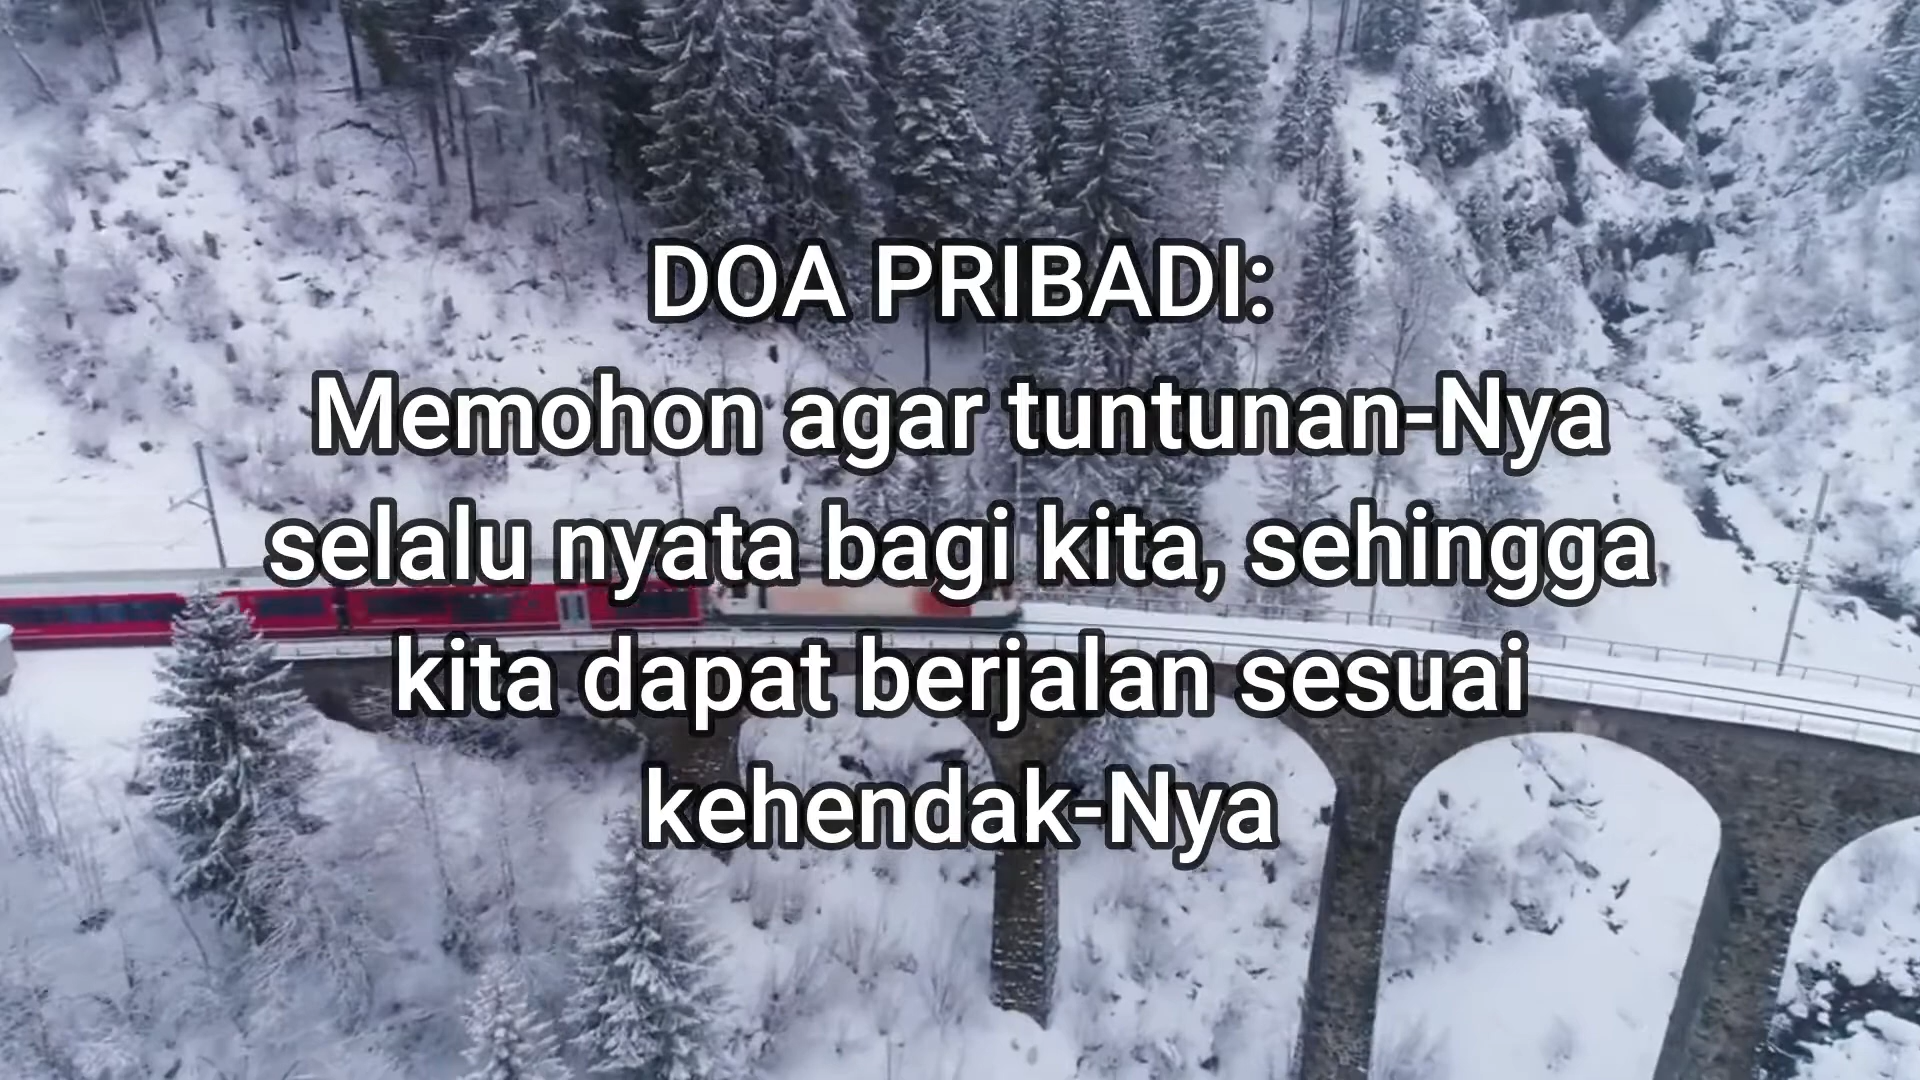 DOA PRIBADI:
Memohon agar tuntunan-Nya
selalu nyata bagi kita, sehingga
kita dapat berjalan sesuai
kehendak-Nya